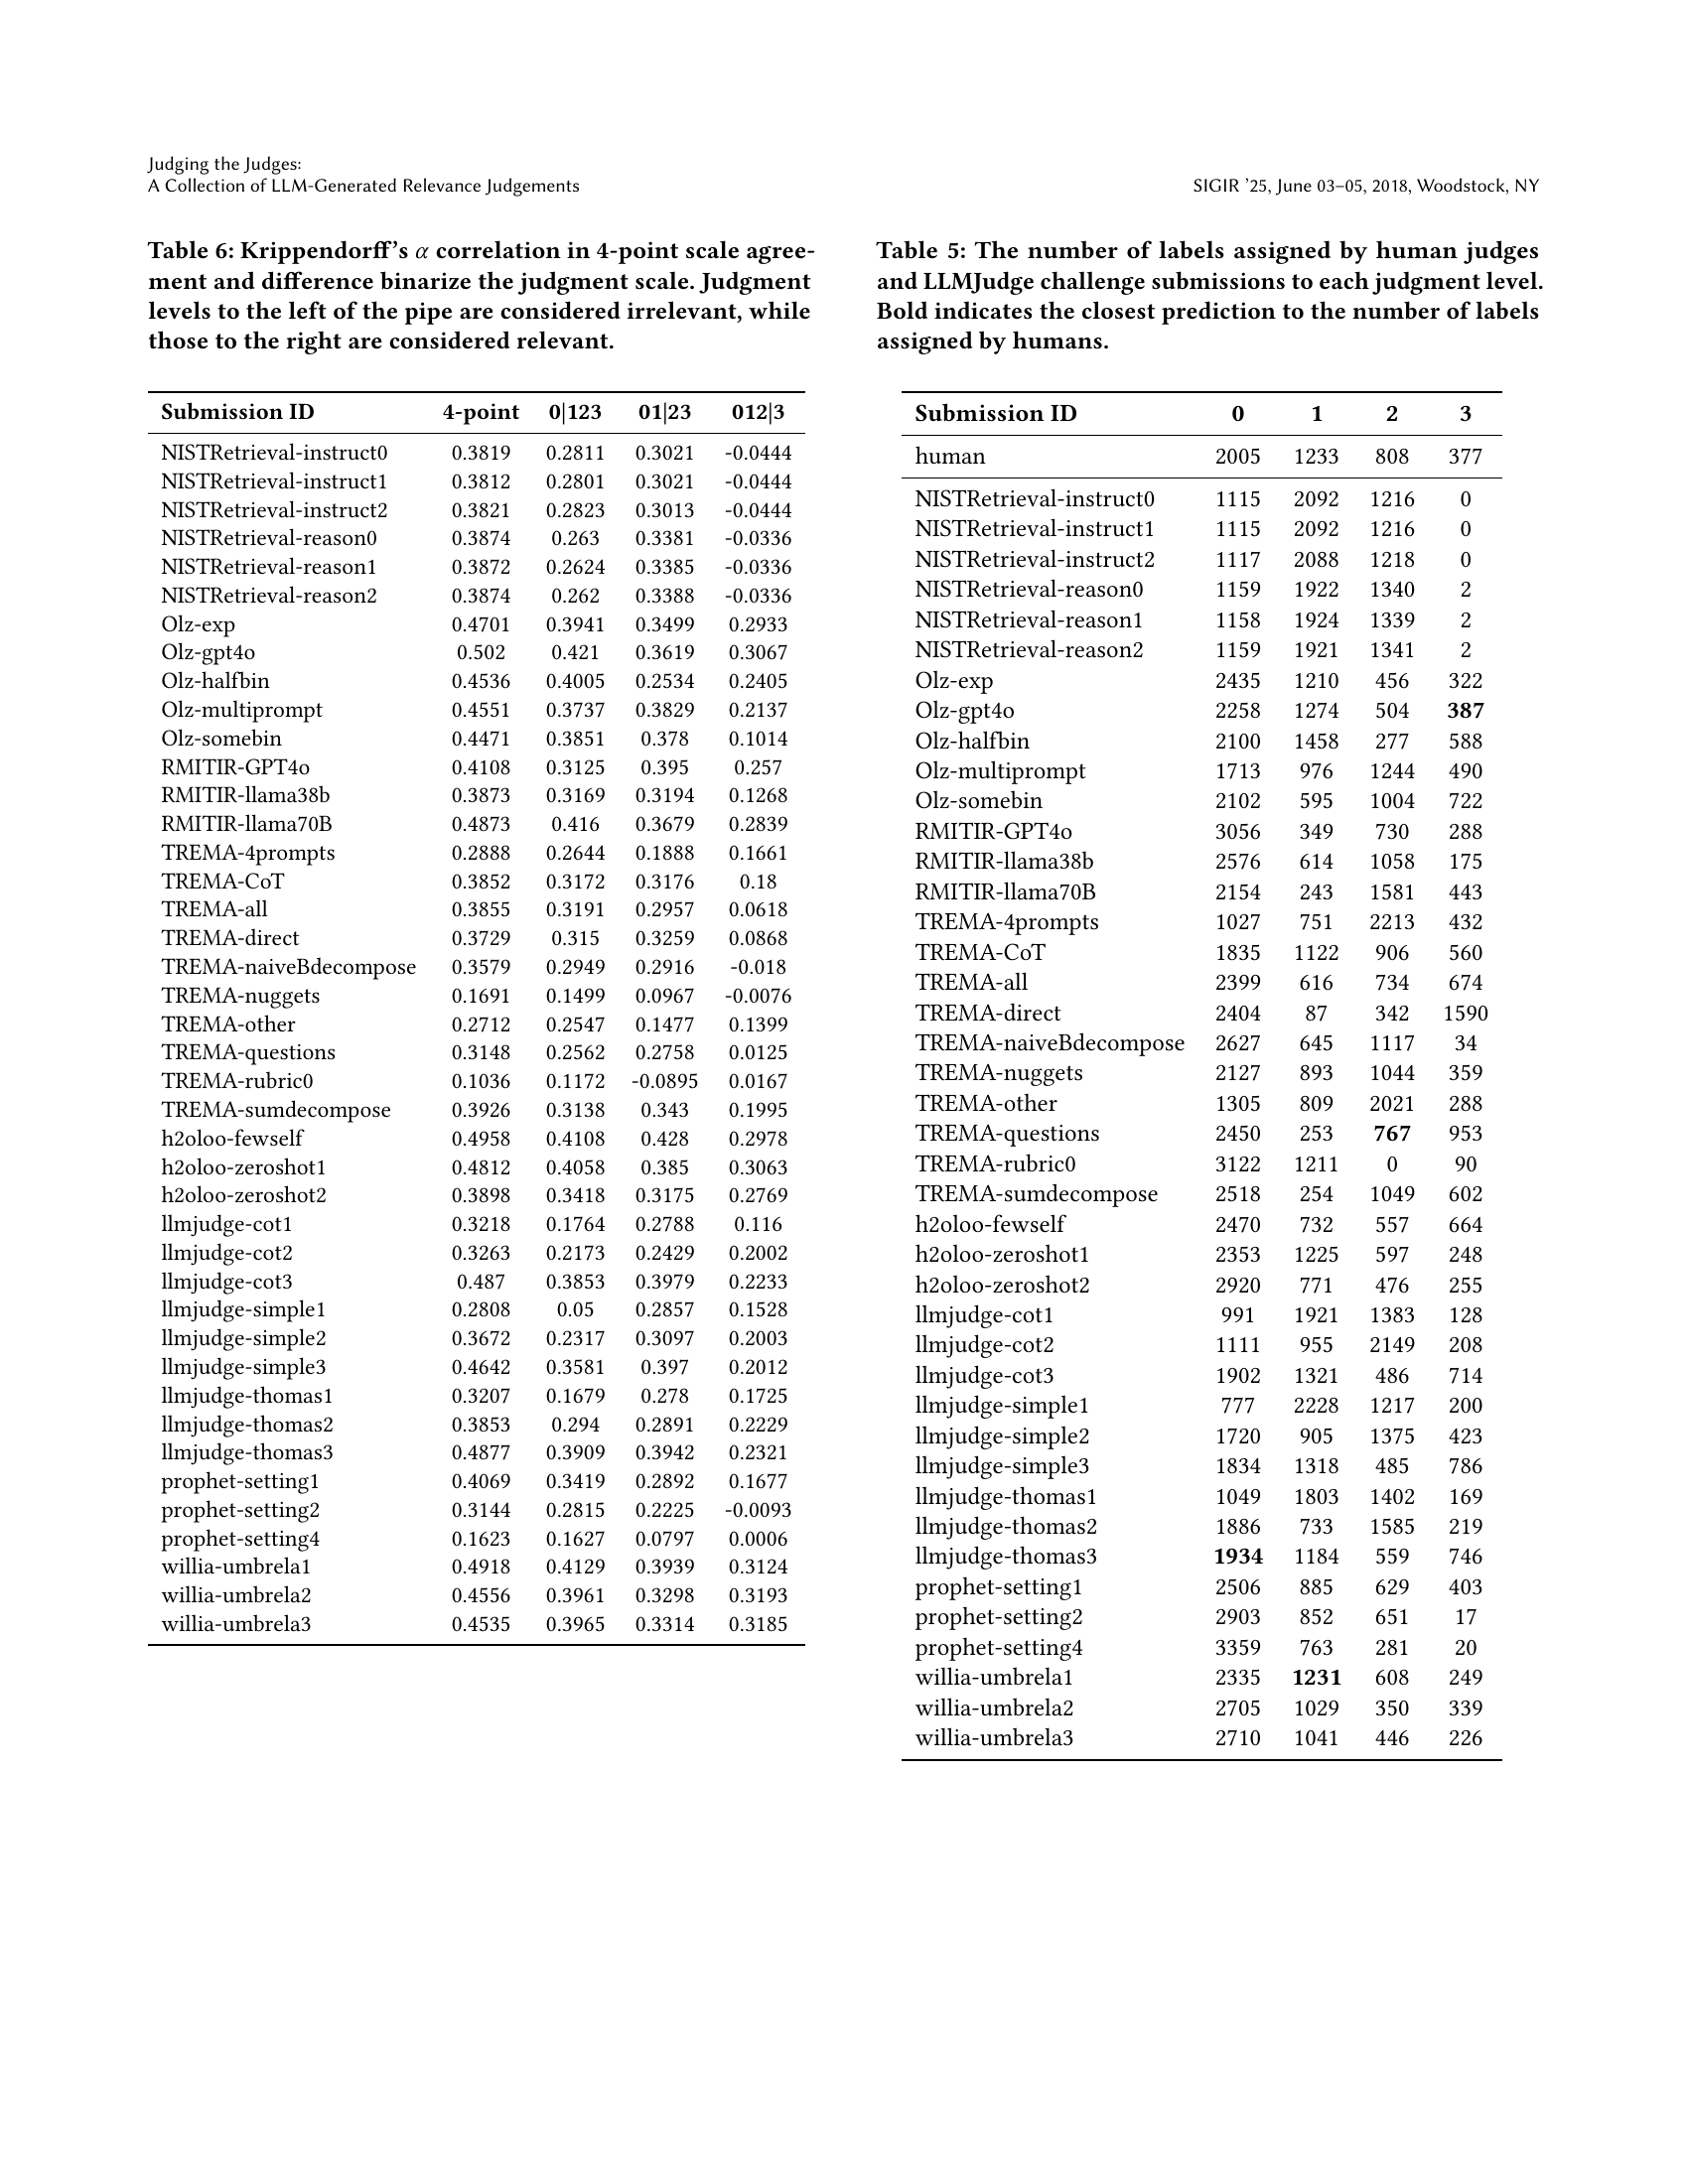 Judging the Judges:
A Collection of LLM-Generated Relevance Judgements
SIGIR ’25, June 03–05, 2018, Woodstock, NY
Table 6: Krippendorff’s α correlation in 4-point scale agree-
ment and difference binarize the judgment scale. Judgment
levels to the left of the pipe are considered irrelevant, while
those to the right are considered relevant.
Submission ID 4-point 0|123 01|23 012|3
NISTRetrieval-instruct0 0.3819 0.2811 0.3021 -0.0444
NISTRetrieval-instruct1 0.3812 0.2801 0.3021 -0.0444
NISTRetrieval-instruct2 0.3821 0.2823 0.3013 -0.0444
NISTRetrieval-reason0 0.3874 0.263 0.3381 -0.0336
NISTRetrieval-reason1 0.3872 0.2624 0.3385 -0.0336
NISTRetrieval-reason2 0.3874 0.262 0.3388 -0.0336
Olz-exp 0.4701 0.3941 0.3499 0.2933
Olz-gpt4o 0.502 0.421 0.3619 0.3067
Olz-halfbin 0.4536 0.4005 0.2534 0.2405
Olz-multiprompt 0.4551 0.3737 0.3829 0.2137
Olz-somebin 0.4471 0.3851 0.378 0.1014
RMITIR-GPT4o 0.4108 0.3125 0.395 0.257
RMITIR-llama38b 0.3873 0.3169 0.3194 0.1268
RMITIR-llama70B 0.4873 0.416 0.3679 0.2839
TREMA-4prompts 0.2888 0.2644 0.1888 0.1661
TREMA-CoT 0.3852 0.3172 0.3176 0.18
TREMA-all 0.3855 0.3191 0.2957 0.0618
TREMA-direct 0.3729 0.315 0.3259 0.0868
TREMA-naiveBdecompose 0.3579 0.2949 0.2916 -0.018
TREMA-nuggets 0.1691 0.1499 0.0967 -0.0076
TREMA-other 0.2712 0.2547 0.1477 0.1399
TREMA-questions 0.3148 0.2562 0.2758 0.0125
TREMA-rubric0 0.1036 0.1172 -0.0895 0.0167
TREMA-sumdecompose 0.3926 0.3138 0.343 0.1995
h2oloo-fewself 0.4958 0.4108 0.428 0.2978
h2oloo-zeroshot1 0.4812 0.4058 0.385 0.3063
h2oloo-zeroshot2 0.3898 0.3418 0.3175 0.2769
llmjudge-cot1 0.3218 0.1764 0.2788 0.116
llmjudge-cot2 0.3263 0.2173 0.2429 0.2002
llmjudge-cot3 0.487 0.3853 0.3979 0.2233
llmjudge-simple1 0.2808 0.05 0.2857 0.1528
llmjudge-simple2 0.3672 0.2317 0.3097 0.2003
llmjudge-simple3 0.4642 0.3581 0.397 0.2012
llmjudge-thomas1 0.3207 0.1679 0.278 0.1725
llmjudge-thomas2 0.3853 0.294 0.2891 0.2229
llmjudge-thomas3 0.4877 0.3909 0.3942 0.2321
prophet-setting1 0.4069 0.3419 0.2892 0.1677
prophet-setting2 0.3144 0.2815 0.2225 -0.0093
prophet-setting4 0.1623 0.1627 0.0797 0.0006
willia-umbrela1 0.4918 0.4129 0.3939 0.3124
willia-umbrela2 0.4556 0.3961 0.3298 0.3193
willia-umbrela3 0.4535 0.3965 0.3314 0.3185
Table 5: The number of labels assigned by human judges
and LLMJudge challenge submissions to each judgment level.
Bold indicates the closest prediction to the number of labels
assigned by humans.
Submission ID 0 1 2 3
human 2005 1233 808 377
NISTRetrieval-instruct0 1115 2092 1216 0
NISTRetrieval-instruct1 1115 2092 1216 0
NISTRetrieval-instruct2 1117 2088 1218 0
NISTRetrieval-reason0 1159 1922 1340 2
NISTRetrieval-reason1 1158 1924 1339 2
NISTRetrieval-reason2 1159 1921 1341 2
Olz-exp 2435 1210 456 322
Olz-gpt4o 2258 1274 504 387
Olz-halfbin 2100 1458 277 588
Olz-multiprompt 1713 976 1244 490
Olz-somebin 2102 595 1004 722
RMITIR-GPT4o 3056 349 730 288
RMITIR-llama38b 2576 614 1058 175
RMITIR-llama70B 2154 243 1581 443
TREMA-4prompts 1027 751 2213 432
TREMA-CoT 1835 1122 906 560
TREMA-all 2399 616 734 674
TREMA-direct 2404 87 342 1590
TREMA-naiveBdecompose 2627 645 1117 34
TREMA-nuggets 2127 893 1044 359
TREMA-other 1305 809 2021 288
TREMA-questions 2450 253 767 953
TREMA-rubric0 3122 1211 0 90
TREMA-sumdecompose 2518 254 1049 602
h2oloo-fewself 2470 732 557 664
h2oloo-zeroshot1 2353 1225 597 248
h2oloo-zeroshot2 2920 771 476 255
llmjudge-cot1 991 1921 1383 128
llmjudge-cot2 1111 955 2149 208
llmjudge-cot3 1902 1321 486 714
llmjudge-simple1 777 2228 1217 200
llmjudge-simple2 1720 905 1375 423
llmjudge-simple3 1834 1318 485 786
llmjudge-thomas1 1049 1803 1402 169
llmjudge-thomas2 1886 733 1585 219
llmjudge-thomas3 1934 1184 559 746
prophet-setting1 2506 885 629 403
prophet-setting2 2903 852 651 17
prophet-setting4 3359 763 281 20
willia-umbrela1 2335 1231 608 249
willia-umbrela2 2705 1029 350 339
willia-umbrela3 2710 1041 446 226